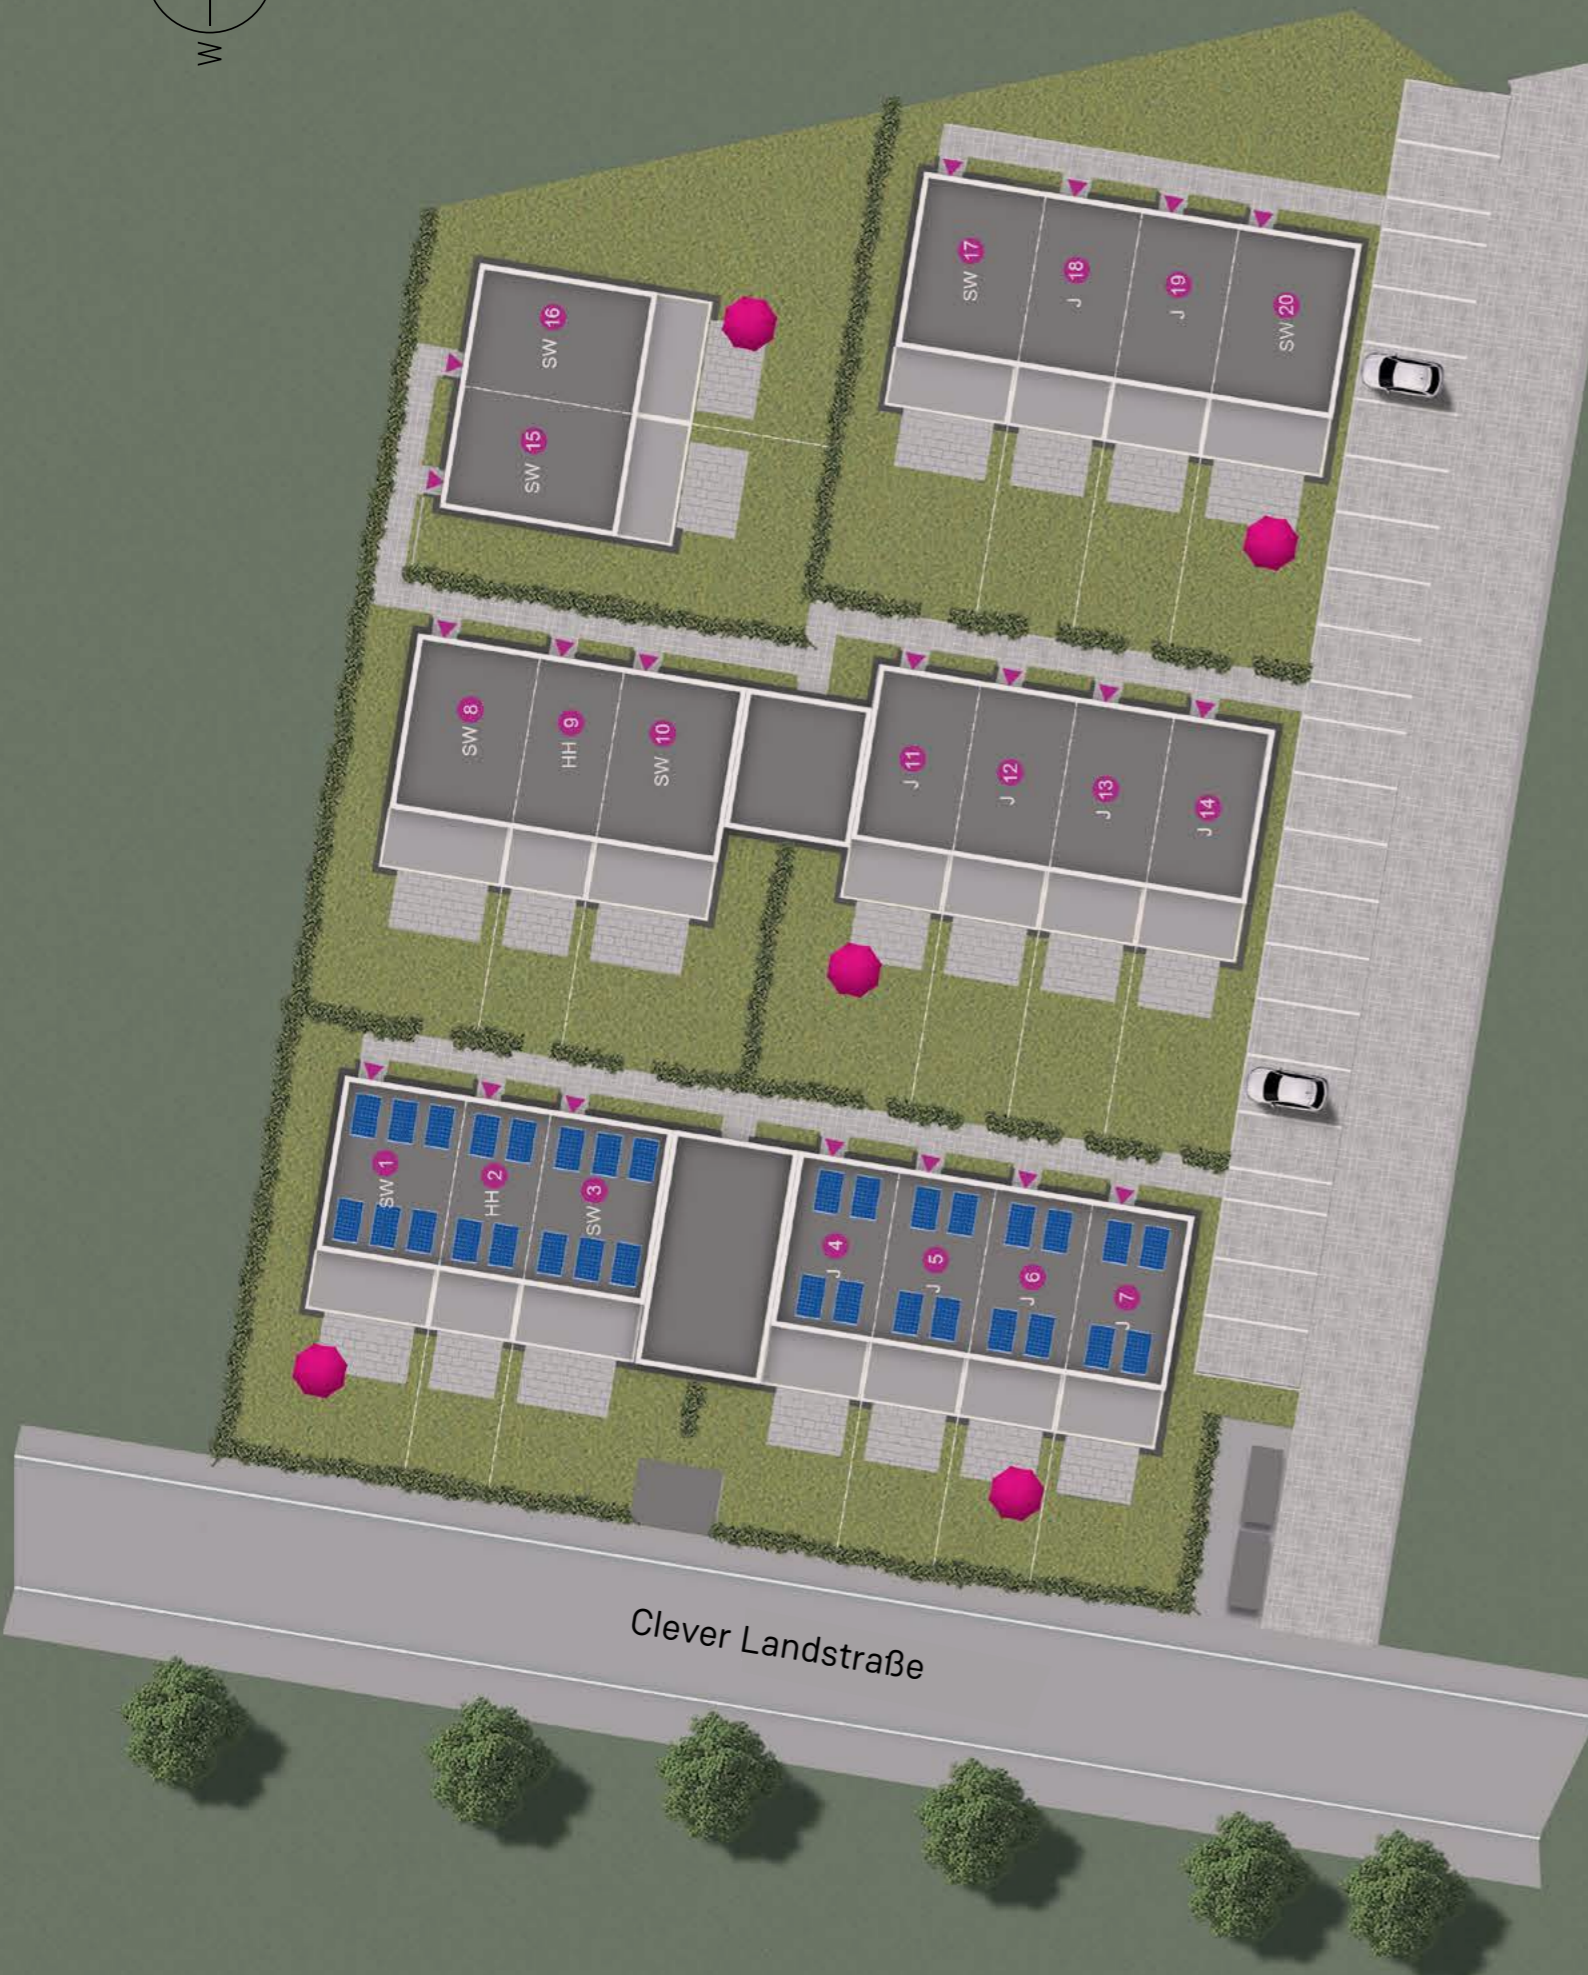 W
SW 17
J 18
J 19
SW 20
SW 16
SW 15
SW 8
HH 9
SW 10
J 11
J 12
J 13
J 14
SW 1
HH 2
SW 3
J 4
J 5
J 6
J 7
Clever Landstraße